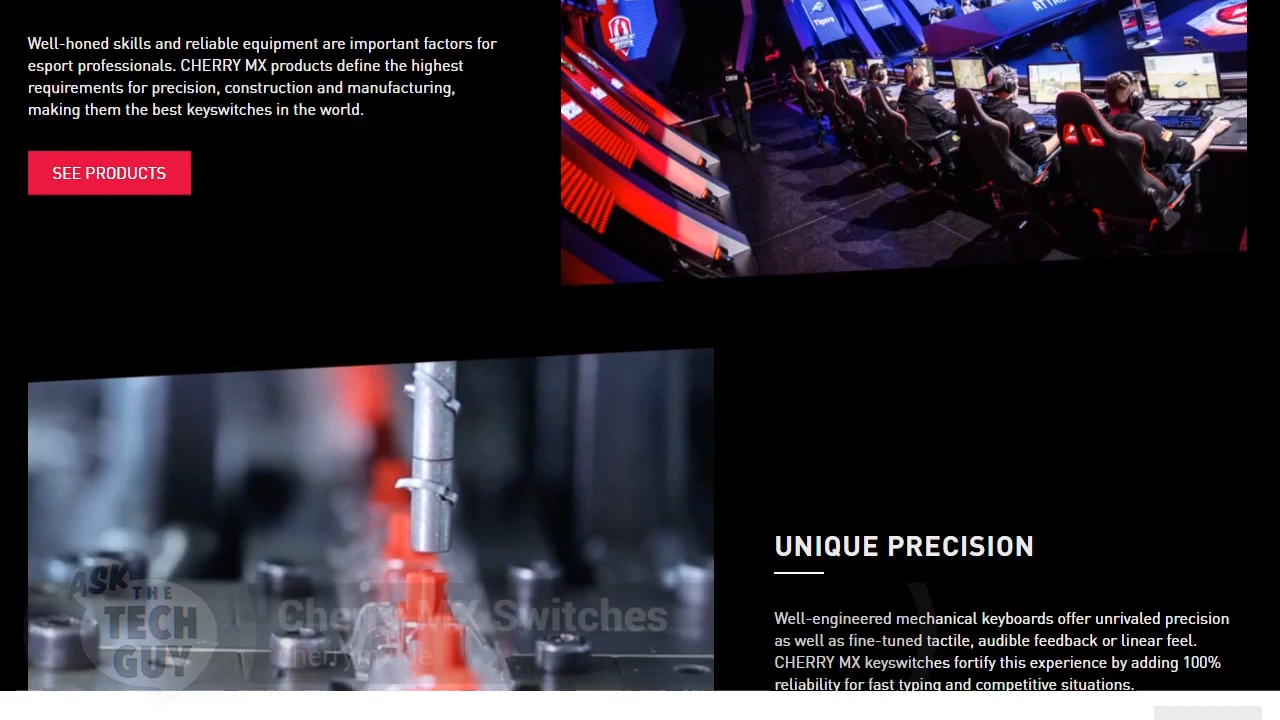 Tigers
ATTA
Well-honed skills and reliable equipment are important factors for
esport professionals. CHERRY MX products define the highest
requirements for precision, construction and manufacturing,
making them the best keyswitches in the world.
SEE PRODUCTS
UNIQUE PRECISION
Well-engineered mechanical keyboards offer unrivaled precision
as well as fine-tuned tactile, audible feedback or linear feel.
CHERRY MX keyswitches fortify this experience by adding 100%
reliability for fast typing and competitive situations.
ASK
THE
TECH
GUY
Cherry MX Switches